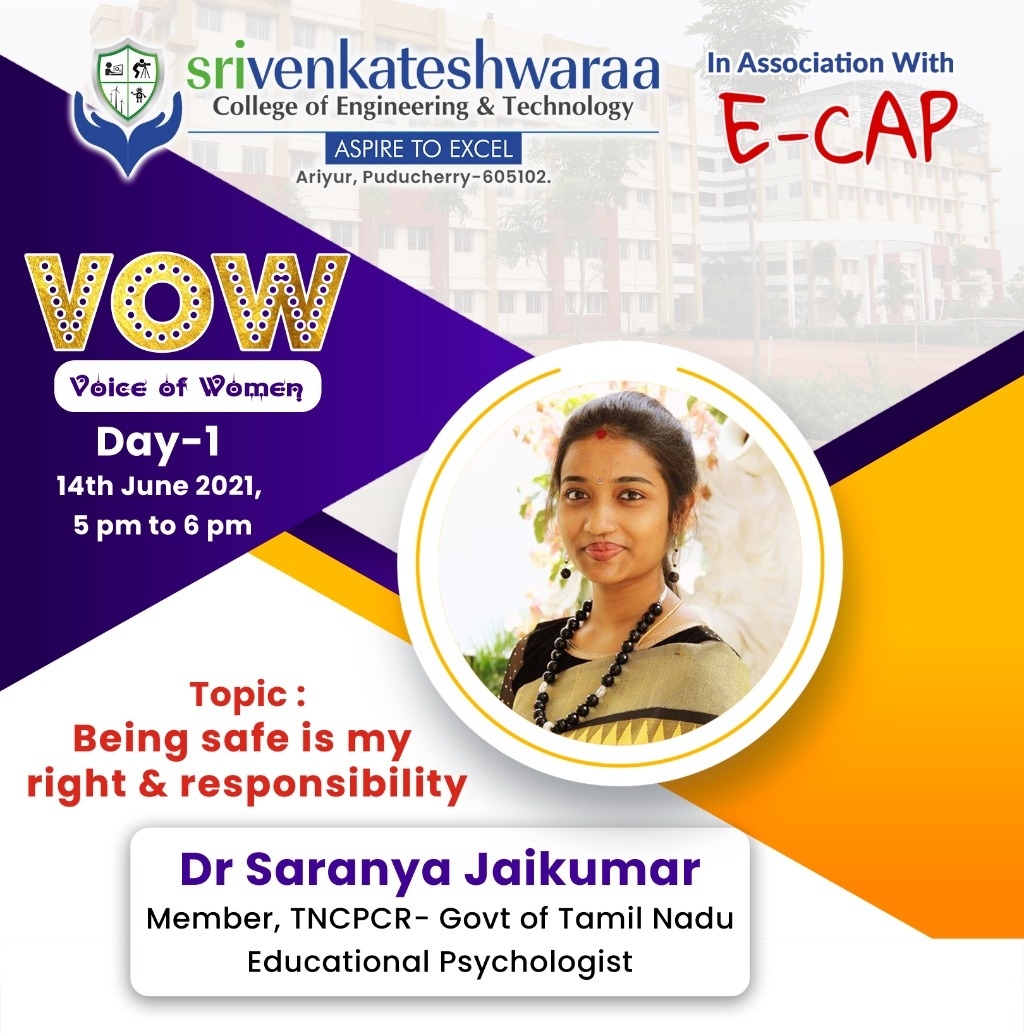 srivenkateshwaraa
College of Engineering & Technology
ASPIRE TO EXCEL
Ariyur, Puducherry-605102.
In Association With
E-CAP
VOW
Voice of Women
Day-1
14th June 2021,
5 pm to 6 pm
Topic :
Being safe is my
right & responsibility
Dr Saranya Jaikumar
Member, TNCPCR- Govt of Tamil Nadu
Educational Psychologist